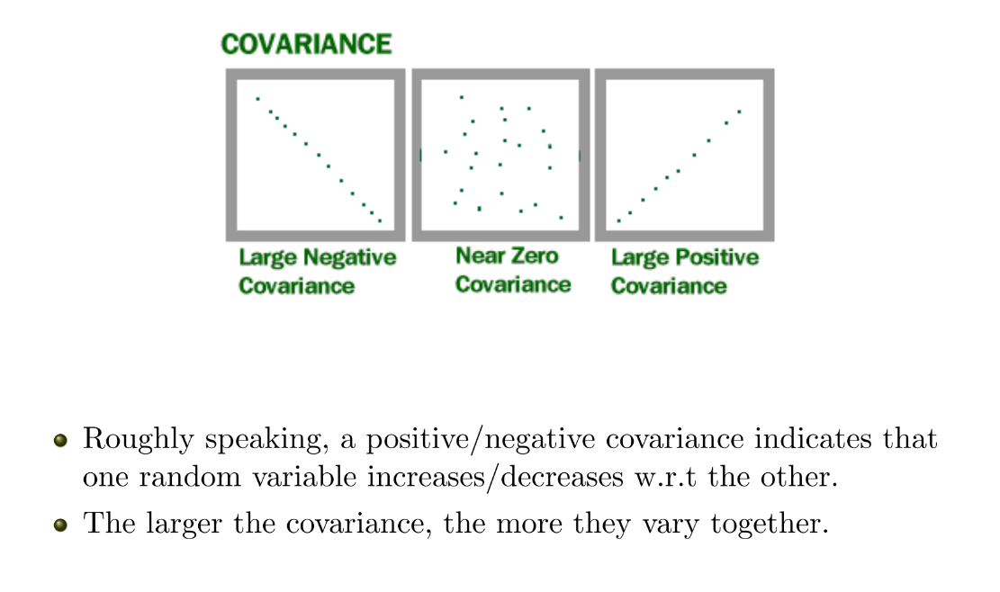 COVARIANCE
Large Negative
Covariance
Near Zero
Covariance
Large Positive
Covariance
Roughly speaking, a positive/negative covariance indicates that
one random variable increases/decreases w.r.t the other.
The larger the covariance, the more they vary together.